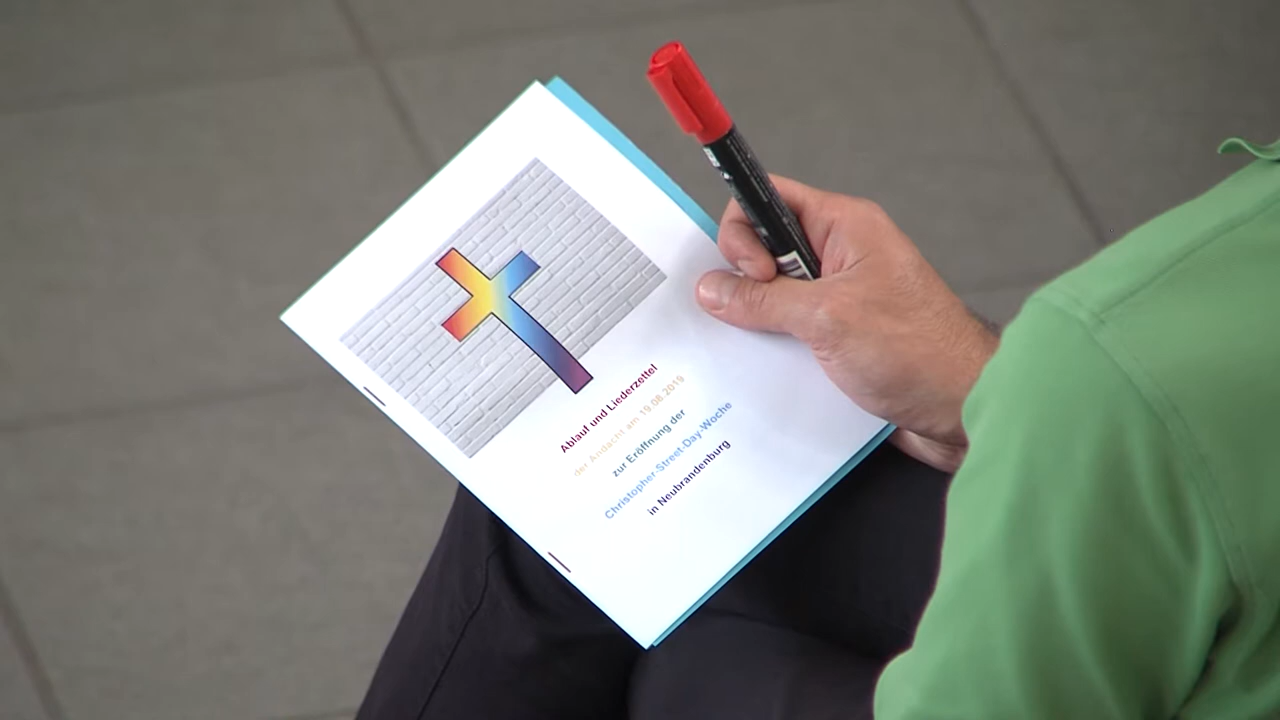 Ablauf und Liederzettel
der Andacht am 19.08.2019
zur Eröffnung der
Christopher-Street-Day-Woche
in Neubrandenburg